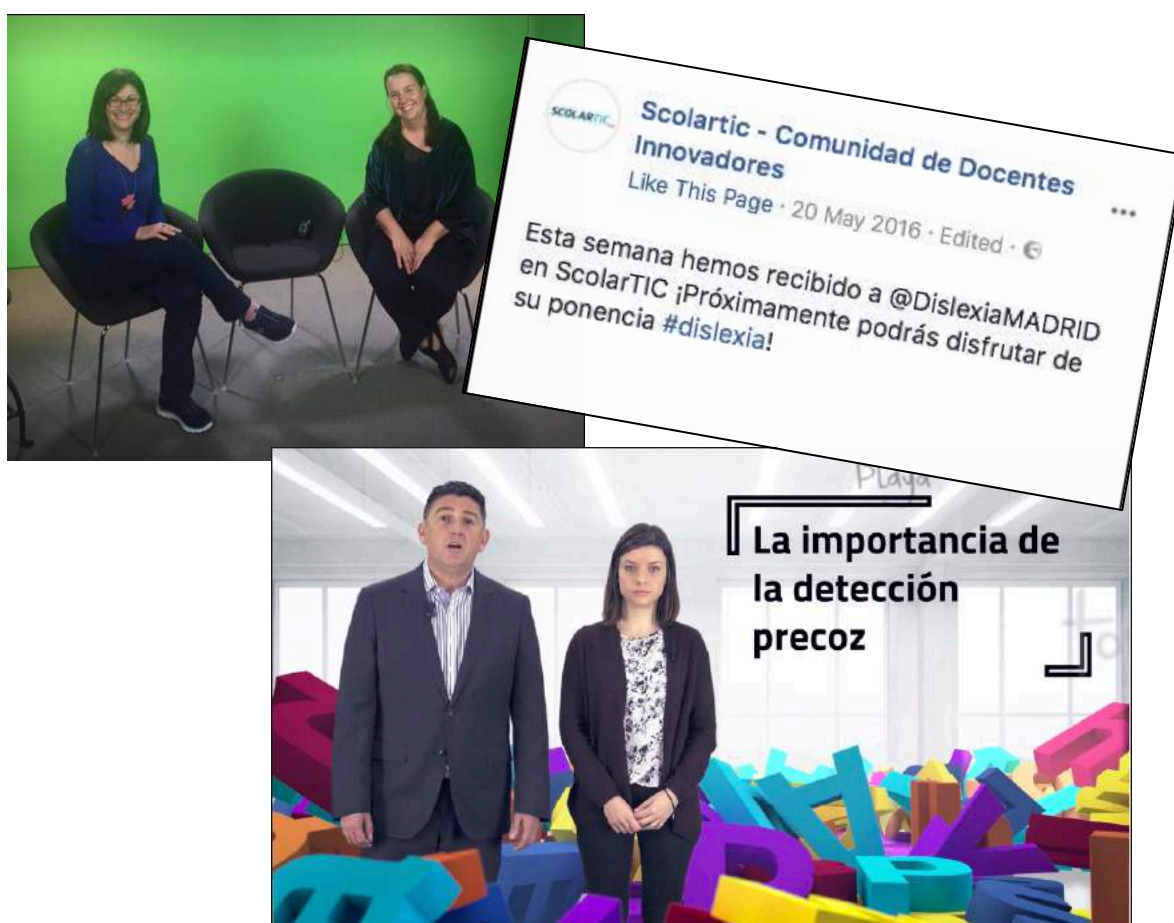 SCOLARTIC
Scolartic - Comunidad de Docentes
Innovadores
Like This Page · 20 May 2016 · Edited ·
Esta semana hemos recibido a @DislexiaMADRID
en ScolarTIC ¡Próximamente podrás disfrutar de
su ponencia #dislexia!
Playa
La importancia de
la detección
precoz